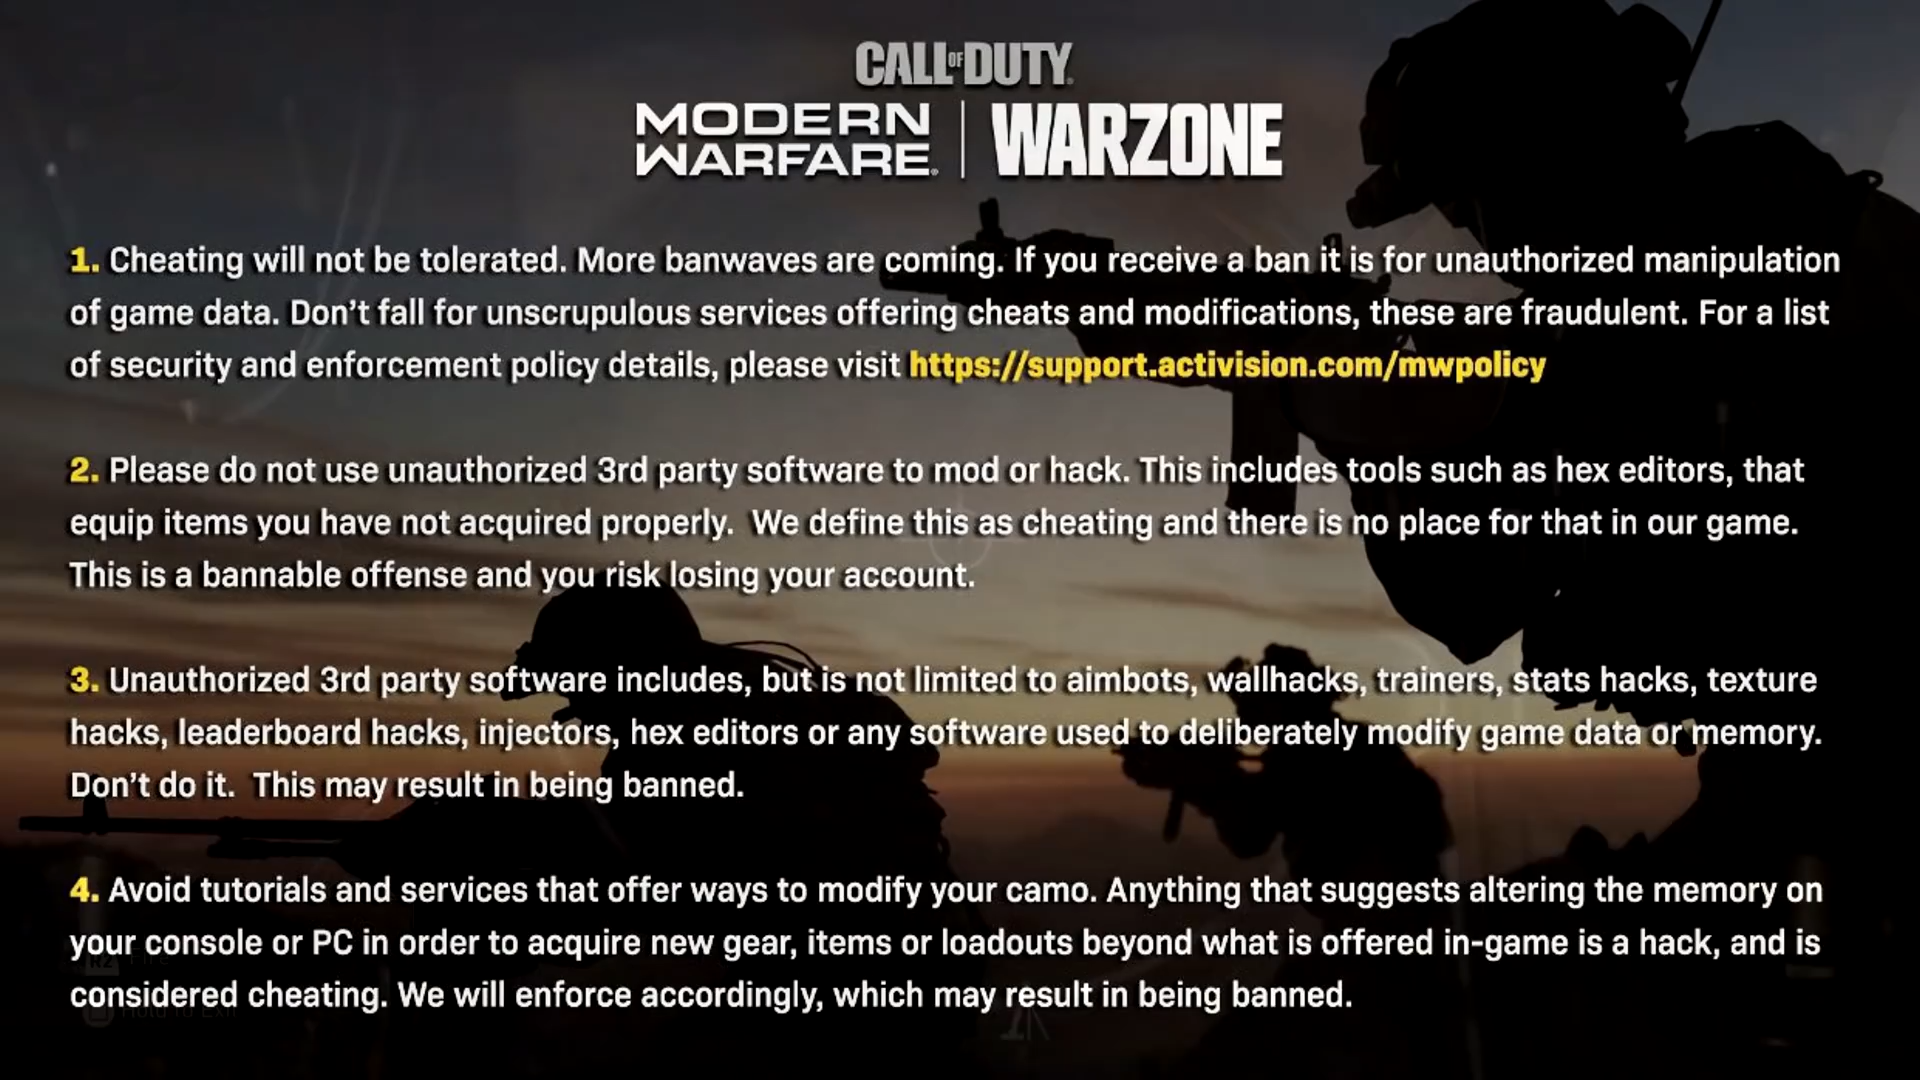 CALL OF DUTY
MODERN WARFARE. | WARZONE
1. Cheating will not be tolerated. More banwaves are coming. If you receive a ban it is for unauthorized manipulation
of game data. Don't fall for unscrupulous services offering cheats and modifications, these are fraudulent. For a list
of security and enforcement policy details, please visit https://support.activision.com/mwpolicy
2. Please do not use unauthorized 3rd party software to mod or hack. This includes tools such as hex editors, that
equip items you have not acquired properly.  We define this as cheating and there is no place for that in our game.
This is a bannable offense and you risk losing your account.
3. Unauthorized 3rd party software includes, but is not limited to aimbots, wallhacks, trainers, stats hacks, texture
hacks, leaderboard hacks, injectors, hex editors or any software used to deliberately modify game data or memory.
Don't do it.  This may result in being banned.
4. Avoid tutorials and services that offer ways to modify your camo. Anything that suggests altering the memory on
your console or PC in order to acquire new gear, items or loadouts beyond what is offered in-game is a hack, and is
R2 Fire
considered cheating. We will enforce accordingly, which may result in being banned.
Hold to Exit